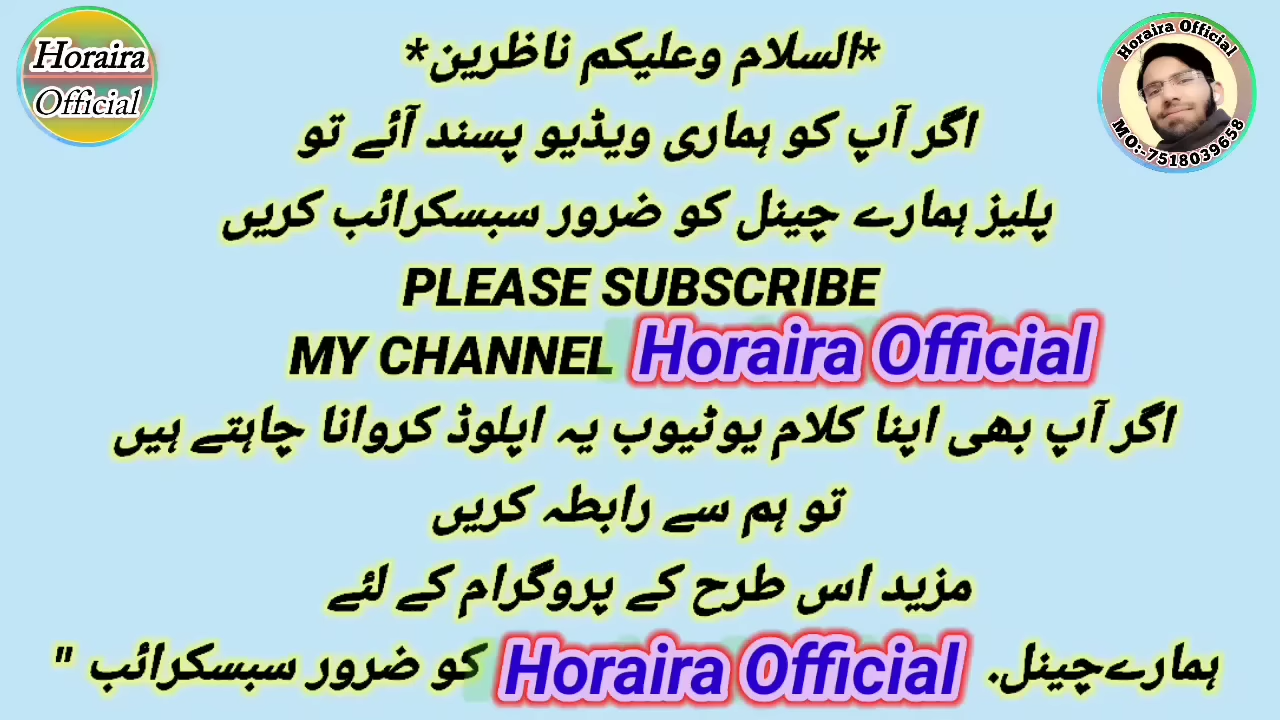 Horaira
Official
*السلام وعلیکم ناظرین*
Horaira Official
MO:-7518039658
اگر آپ کو ہماری ویڈیو پسند آئے تو
پلیز ہمارے چینل کو ضرور سبسکرائب کریں
PLEASE SUBSCRIBE
MY CHANNEL Horaira Official
اگر آپ بھی اپنا کلام یوٹیوب یہ اپلوڈ کروانا چاہتے ہیں
تو ہم سے رابطہ کریں
مزید اس طرح کے پروگرام کے لئے
ہمارےچینل. Horaira Official کو ضرور سبسکرائب "